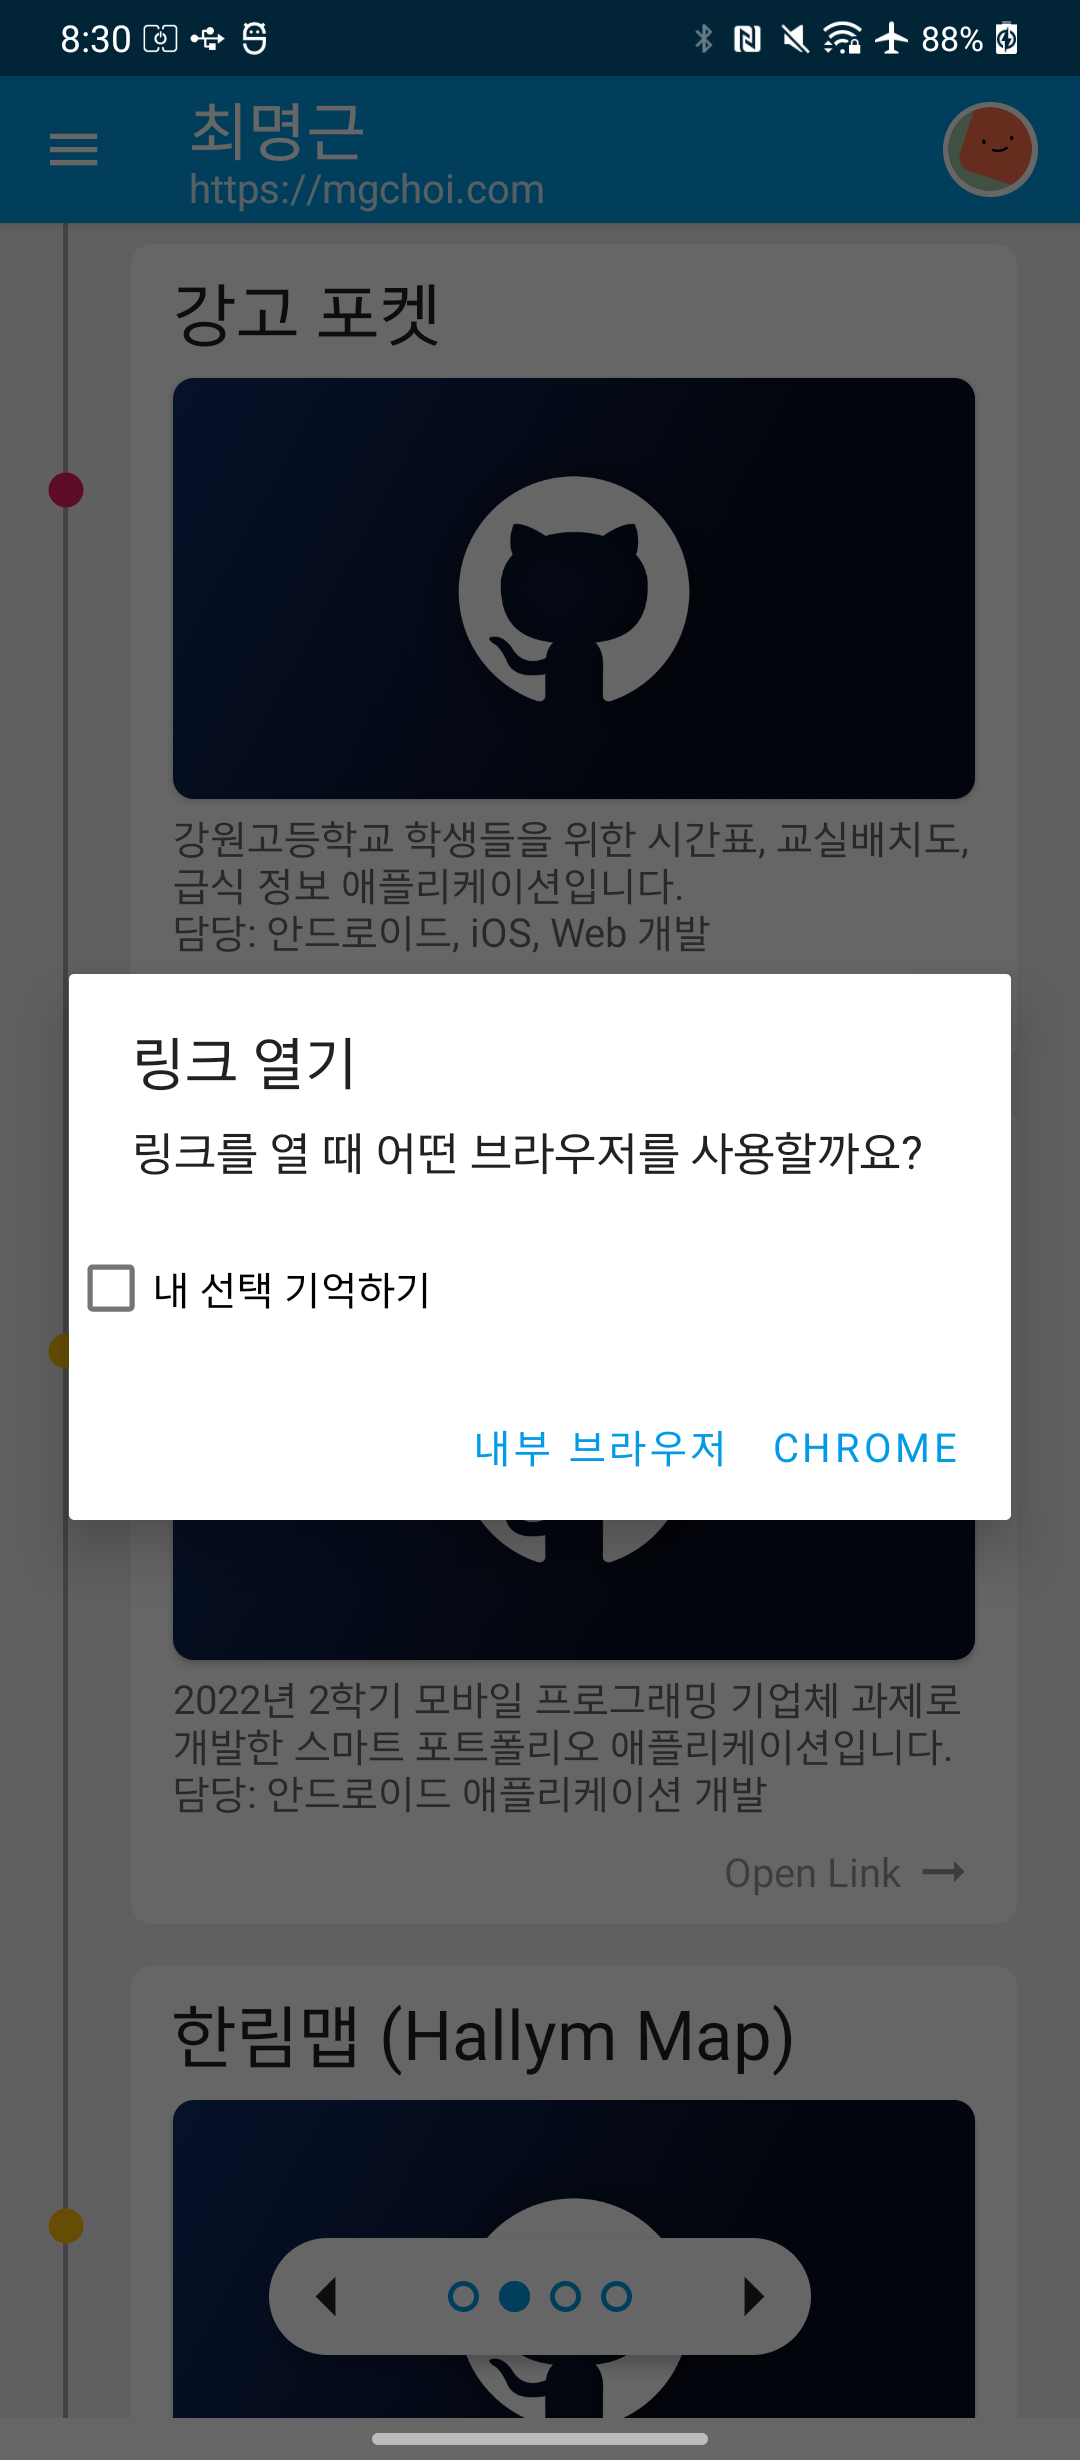 8:30
88%
최명근
https://mgchoi.com
강고 포켓
강원고등학교 학생들을 위한 시간표, 교실배치도,
급식 정보 애플리케이션입니다.
담당: 안드로이드, iOS, Web 개발
링크 열기
링크를 열 때 어떤 브라우저를 사용할까요?
내 선택 기억하기
내부 브라우저
CHROME
2022년 2학기 모바일 프로그래밍 기업체 과제로
개발한 스마트 포트폴리오 애플리케이션입니다.
담당: 안드로이드 애플리케이션 개발
Open Link
한림맵 (Hallym Map)